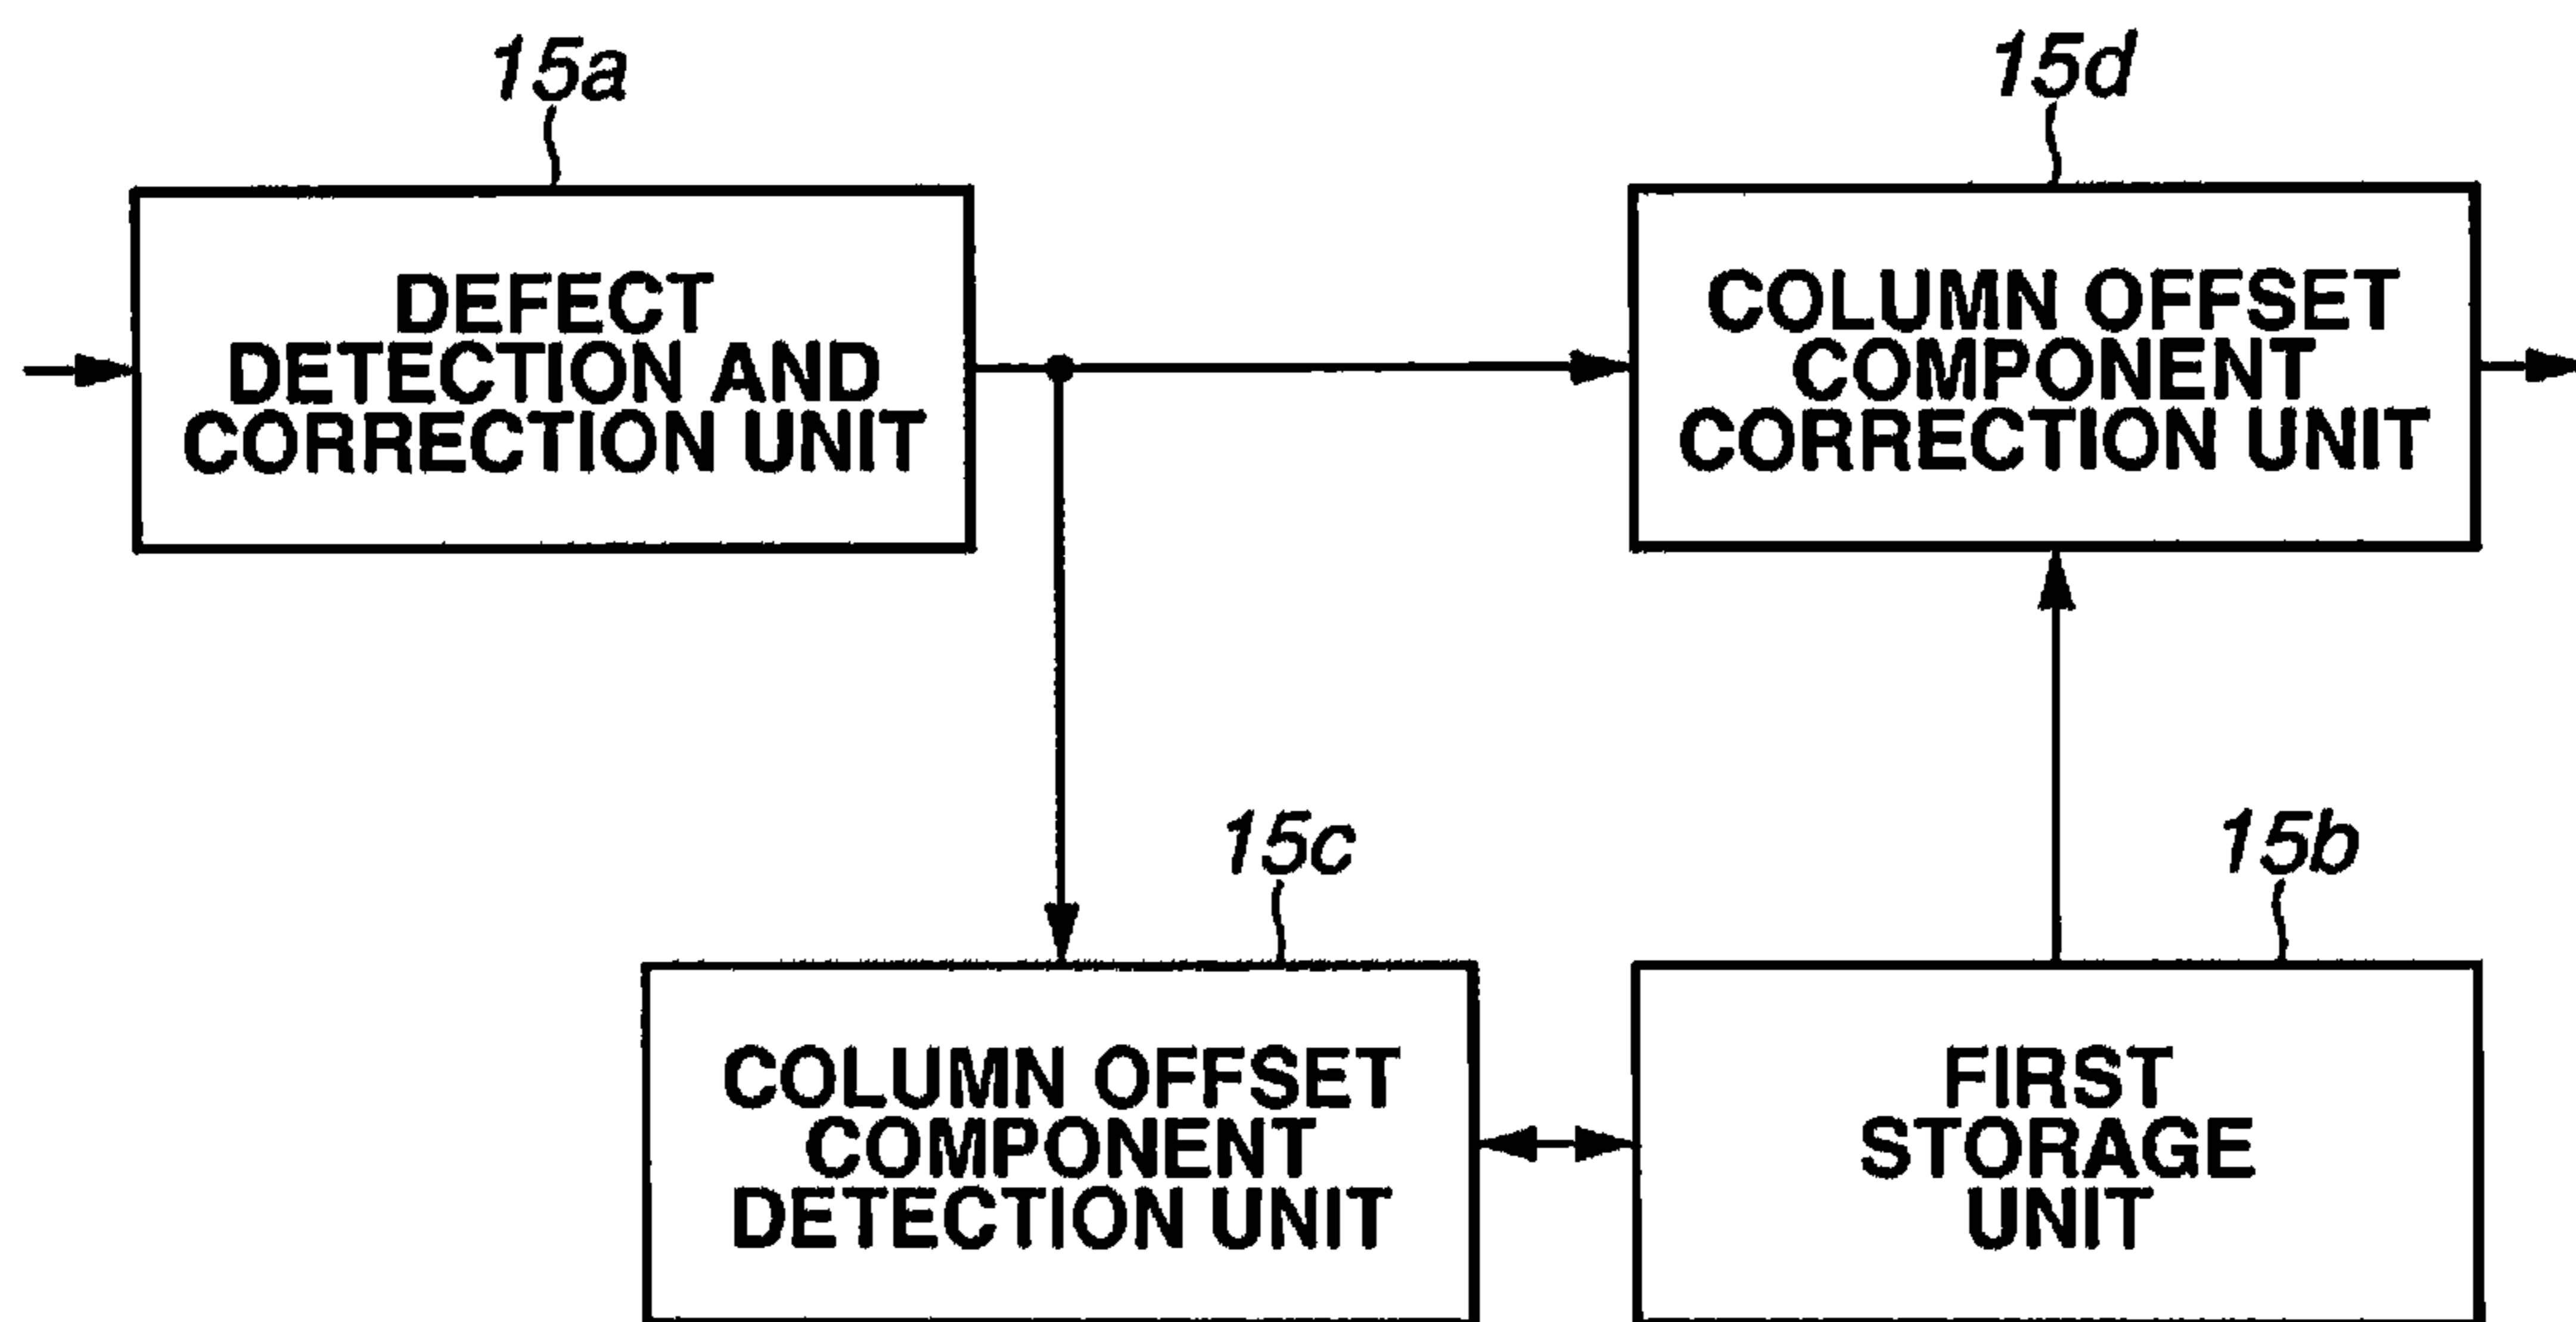 15a
15d
DEFECT
DETECTION AND
CORRECTION UNIT
COLUMN OFFSET
COMPONENT
CORRECTION UNIT
15c
15b
COLUMN OFFSET
COMPONENT
DETECTION UNIT
FIRST
STORAGE
UNIT